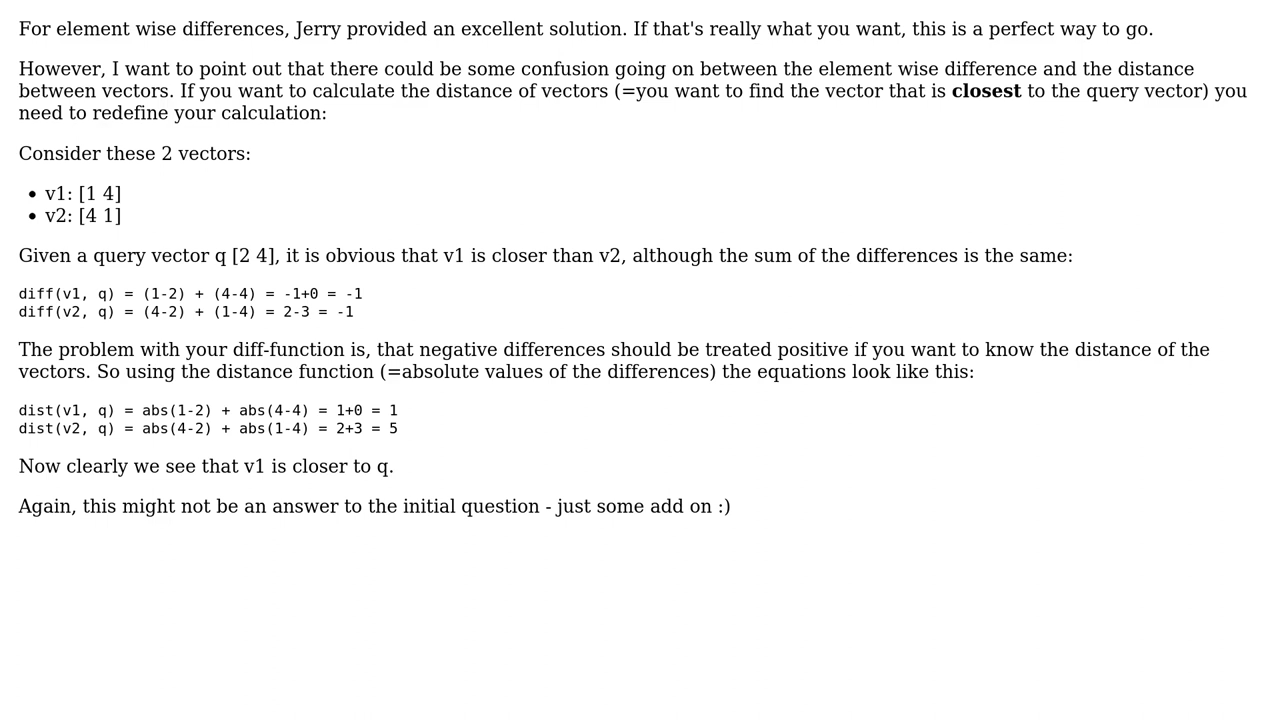 For element wise differences, Jerry provided an excellent solution. If that's really what you want, this is a perfect way to go.
However, I want to point out that there could be some confusion going on between the element wise difference and the distance
between vectors. If you want to calculate the distance of vectors (=you want to find the vector that is closest to the query vector) you
need to redefine your calculation:
Consider these 2 vectors:
• v1: [1 4]
• v2: [4 1]
Given a query vector q [2 4], it is obvious that v1 is closer than v2, although the sum of the differences is the same:
diff(v1, q) = (1-2) + (4-4) = -1+0 = -1
diff(v2, q) = (4-2) + (1-4) = 2-3 = -1
The problem with your diff-function is, that negative differences should be treated positive if you want to know the distance of the
vectors. So using the distance function (=absolute values of the differences) the equations look like this:
dist(v1, q) = abs(1-2) + abs(4-4) = 1+0 = 1
dist(v2, q) = abs(4-2) + abs(1-4) = 2+3 = 5
Now clearly we see that v1 is closer to q.
Again, this might not be an answer to the initial question - just some add on :)